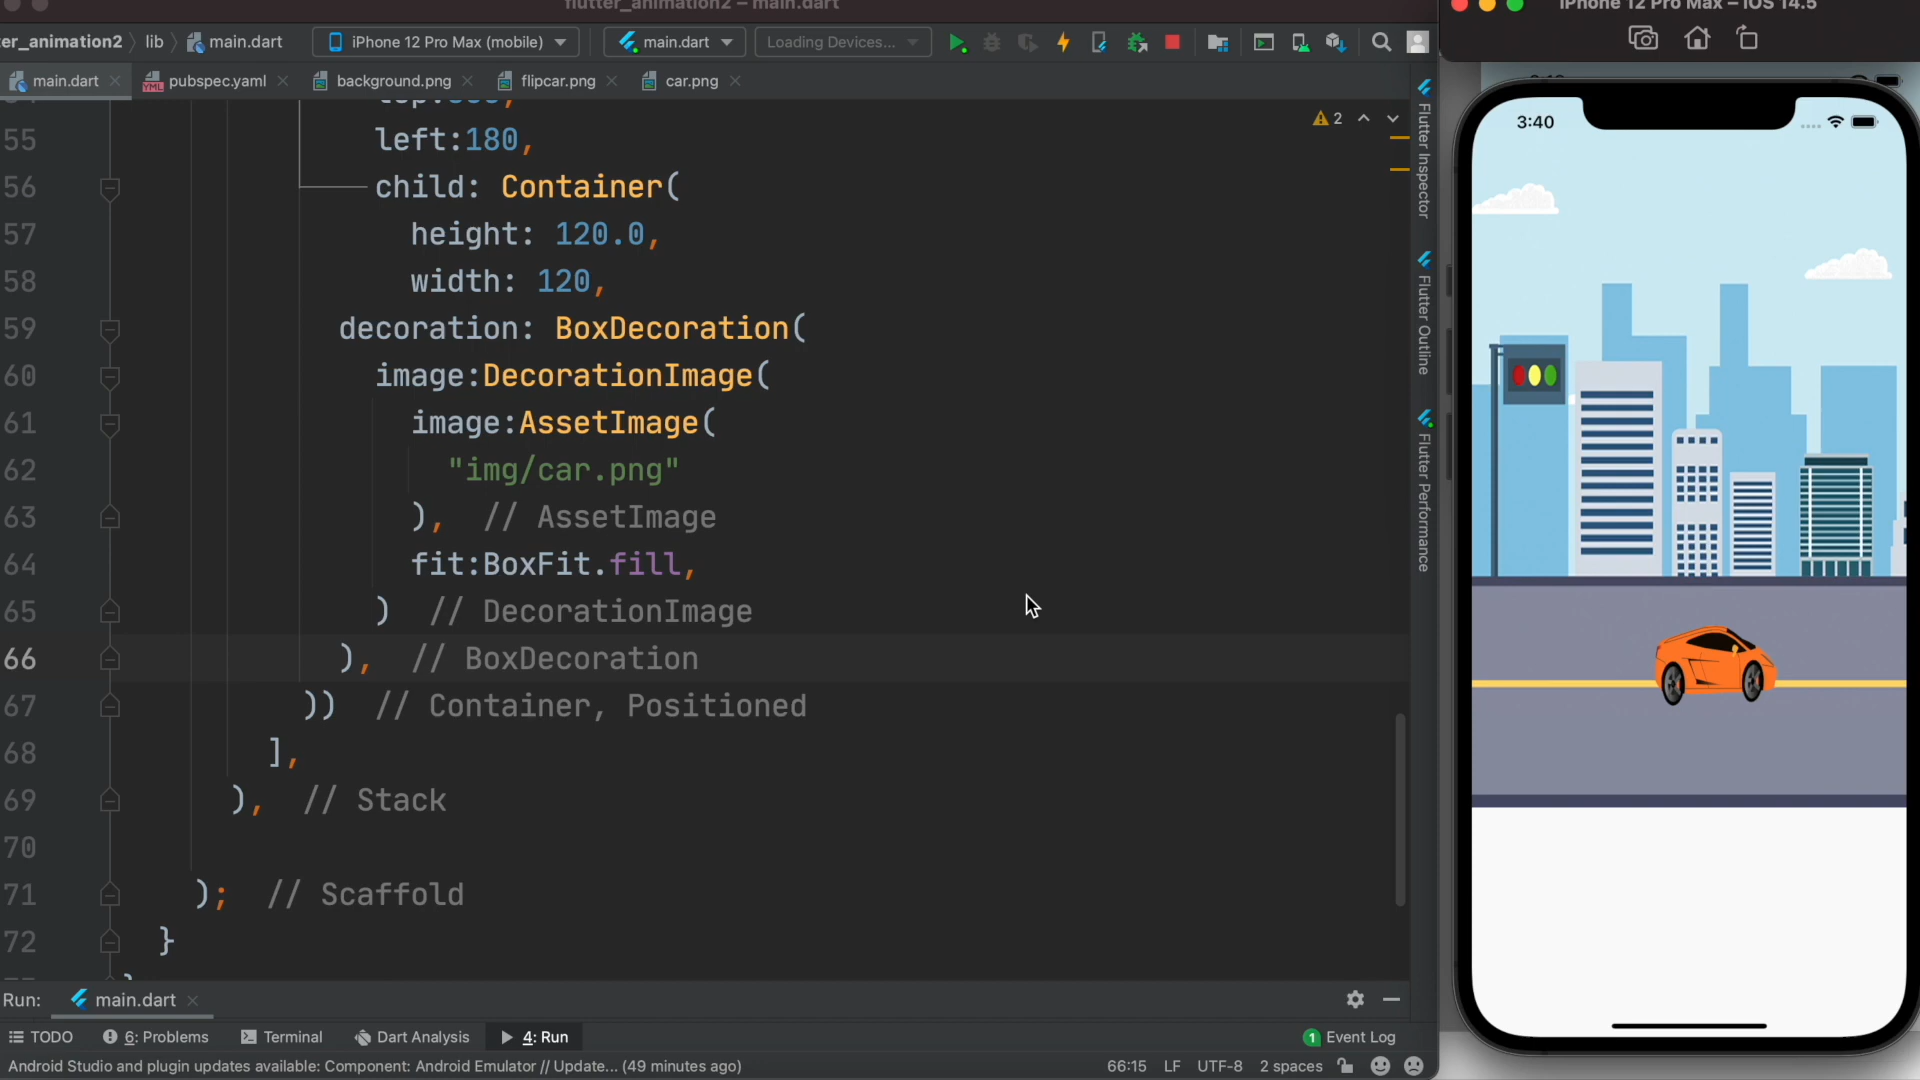 flutter_animation2 – main.dart
iPhone 12 Pro Max – iOS 14.5
er_animation2 lib main.dart iPhone 12 Pro Max (mobile) main.dart Loading Devices...
main.dart pubspec.yaml background.png flipcar.png car.png
2
55 left:180,
56 child: Container(
57 height: 120.0,
58 width: 120,
59 decoration: BoxDecoration(
60 image:DecorationImage(
61 image:AssetImage(
62 "img/car.png"
63 ), // AssetImage
64 fit:BoxFit.fill,
65 ) // DecorationImage
66 ), // BoxDecoration
67 )) // Container, Positioned
68 ],
69 ), // Stack
70
71 ); // Scaffold
72 }
Flutter Inspector
Flutter Outline
Flutter Performance
3:40
Run: main.dart
TODO 6: Problems Terminal Dart Analysis 4: Run 1 Event Log
Android Studio and plugin updates available: Component: Android Emulator // Update... (49 minutes ago) 66:15 LF UTF-8 2 spaces